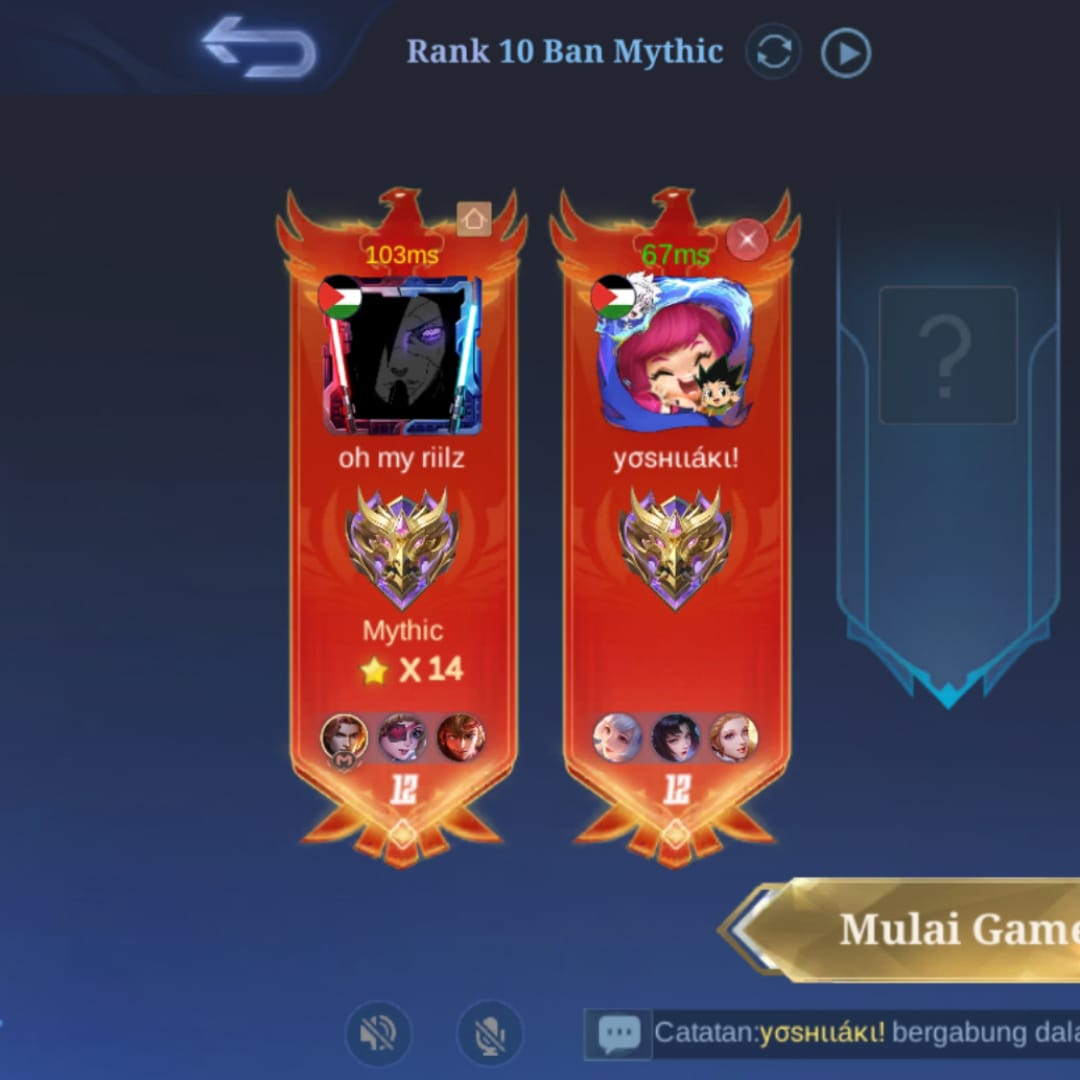 Rank 10 Ban Mythic
103ms
67ms
oh my riilz
уσѕнιιáкι!
Mythic
X 14
M
12
12
Mulai Game
Catatan:уσѕнιιáкι! bergabung dala